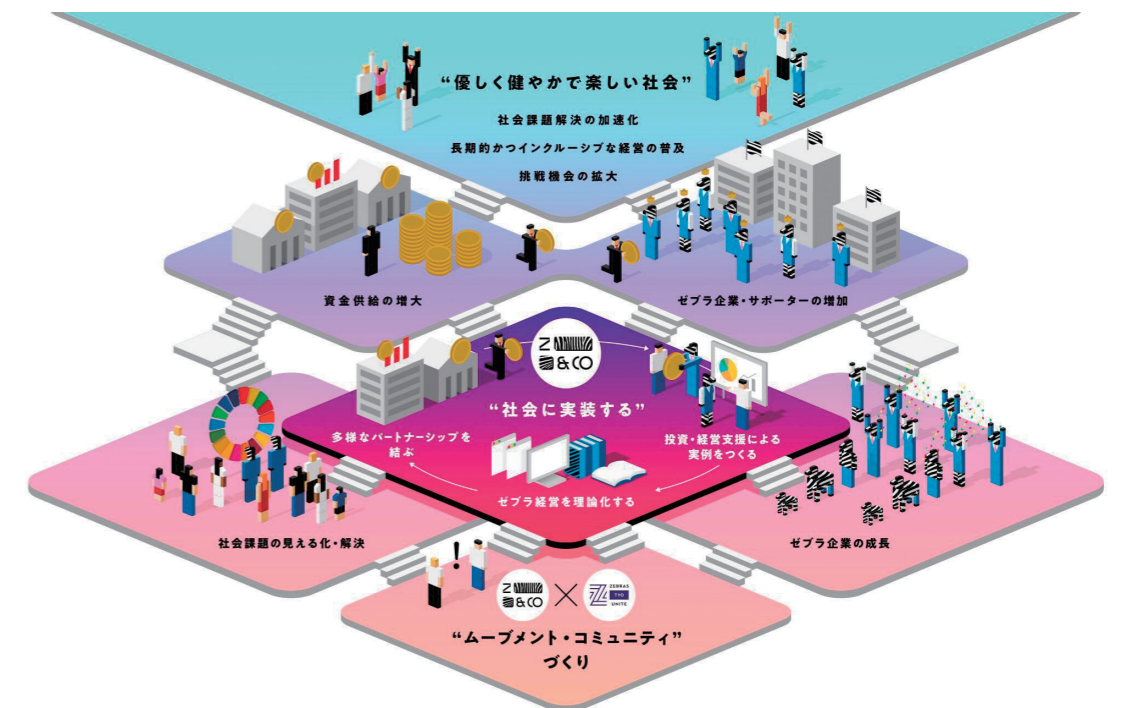 “優しく健やかで楽しい社会”
社会課題解決の加速化
長期的かつインクルーシブな経営の普及
挑戦機会の拡大
資金供給の増大
ゼブラ企業・サポーターの増加
Z
& CO
“社会に実装する”
多様なパートナーシップを
結ぶ
投資・経営支援による
実例をつくる
ゼブラ経営を理論化する
社会課題の見える化・解決
ゼブラ企業の成長
!
Z
& CO
×
ZEBRAS
TYO
UNITE
“ムーブメント・コミュニティ”
づくり